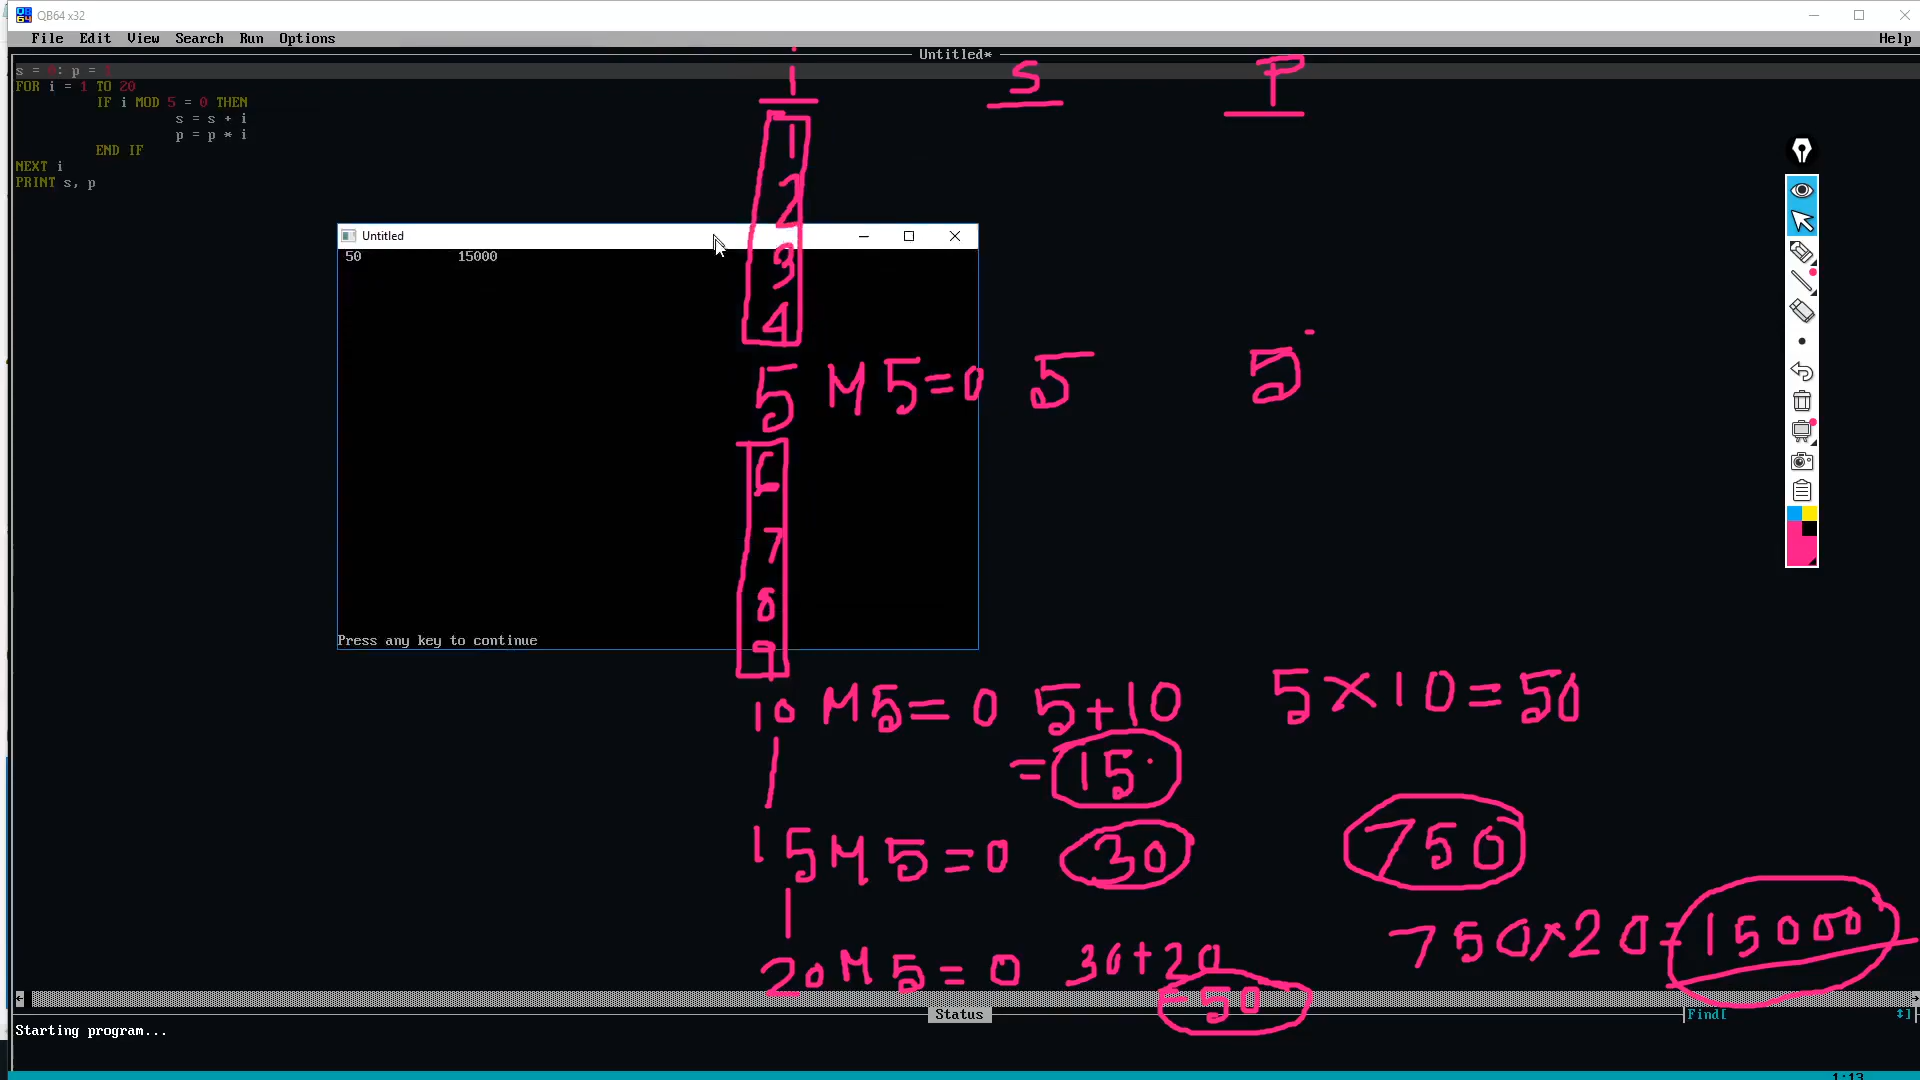 QB64 x32
File Edit View Search Run Options Help
Untitled*
s = 0: p = 1
FOR i = 1 TO 20
IF i MOD 5 = 0 THEN
s = s + i
p = p * i
END IF
NEXT i
PRINT s, p
i S P
1
2
Untitled
50 15000
3
4
5 M 5=0 5 5
6
7
8
Press any key to continue
9
10 M5=0 5+10 5×10=50
=15
15 M 5=0 30 750
20 M 5=0 30+20 750×20=15000
=50
Status
Find[ ]
Starting program...
1:13